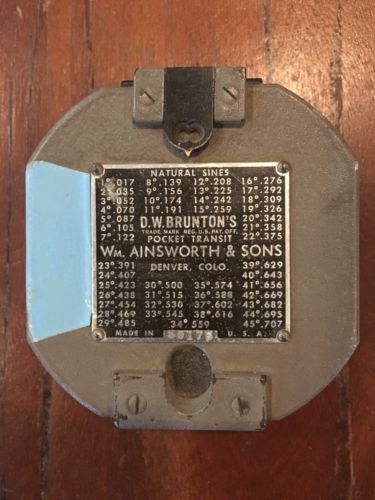 NATURAL SINES
1°.017 8°.139 12°.208 16°.276
2°.035 9°.156 13°.225 17°.292
3°.052 10°.174 14°.242 18°.309
4°.070 11°.191 15°.259 19°.326
5°.087 D.W. BRUNTON'S 20°.342
6°.105 TRADE MARK REG. U.S. PAT. OFF. 21°.358
7°.122 POCKET TRANSIT 22°.375
WM. AINSWORTH & SONS
23°.391 DENVER, COLO. 39°.629
24°.407 40°.643
25°.423 30°.500 35°.574 41°.656
26°.438 31°.515 36°.588 42°.669
27°.454 32°.530 37°.602 43°.682
28°.469 33°.545 38°.616 44°.695
29°.485 34°.559 45°.707
MADE IN U.S.A.